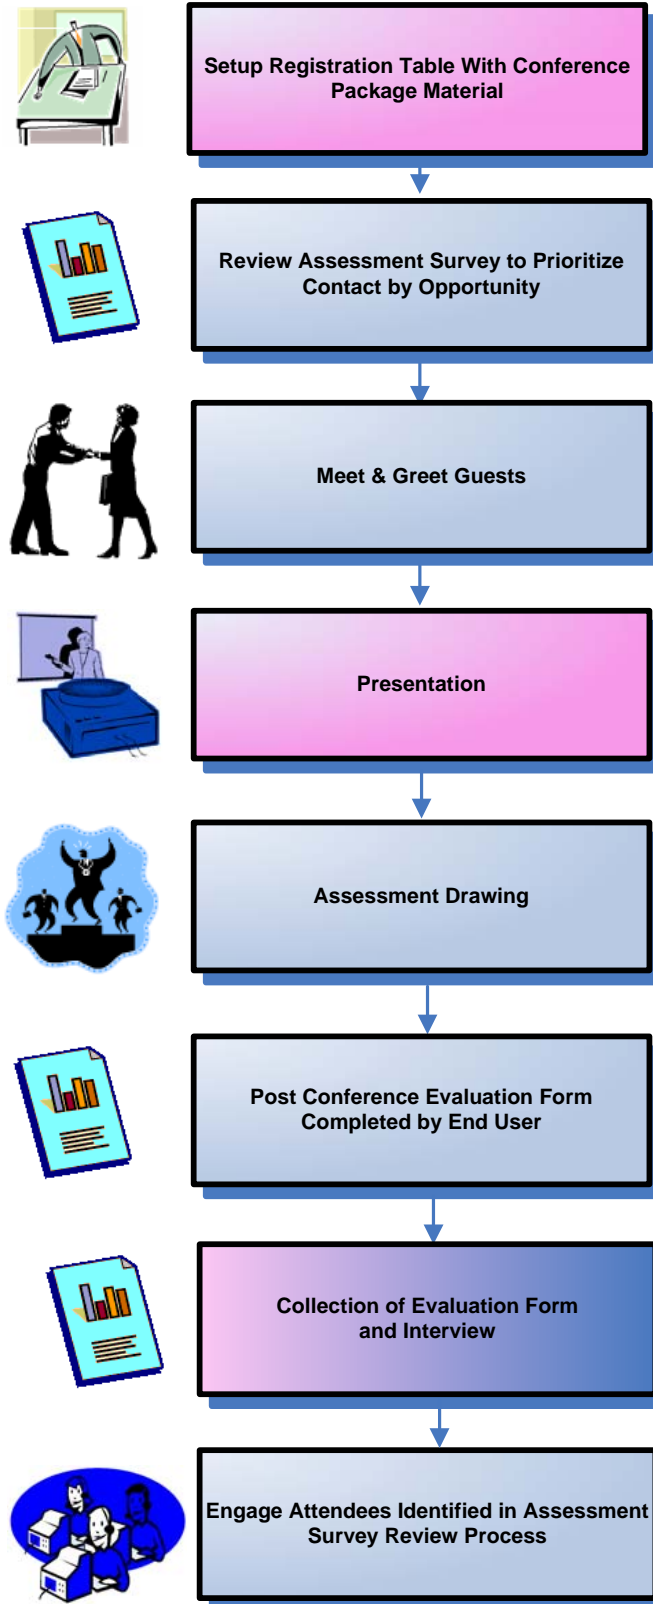 Setup Registration Table With Conference
Package Material
Review Assessment Survey to Prioritize
Contact by Opportunity
Meet & Greet Guests
Presentation
Assessment Drawing
Post Conference Evaluation Form
Completed by End User
Collection of Evaluation Form
and Interview
Engage Attendees Identified in Assessment
Survey Review Process